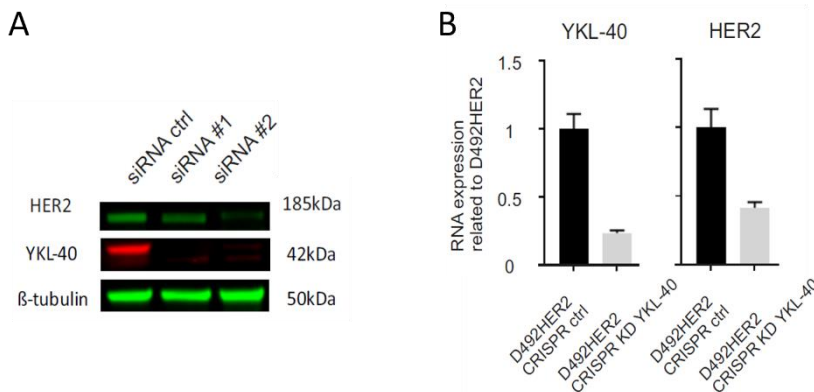 A
siRNA ctrl
siRNA #1
siRNA #2
HER2
185kDa
YKL-40
42kDa
ß-tubulin
50kDa
B
YKL-40
HER2
RNA expression
related to D492HER2
1.5
1
0.5
0
D492HER2
CRISPR ctrl
D492HER2
CRISPR KD YKL-40
D492HER2
CRISPR ctrl
D492HER2
CRISPR KD YKL-40